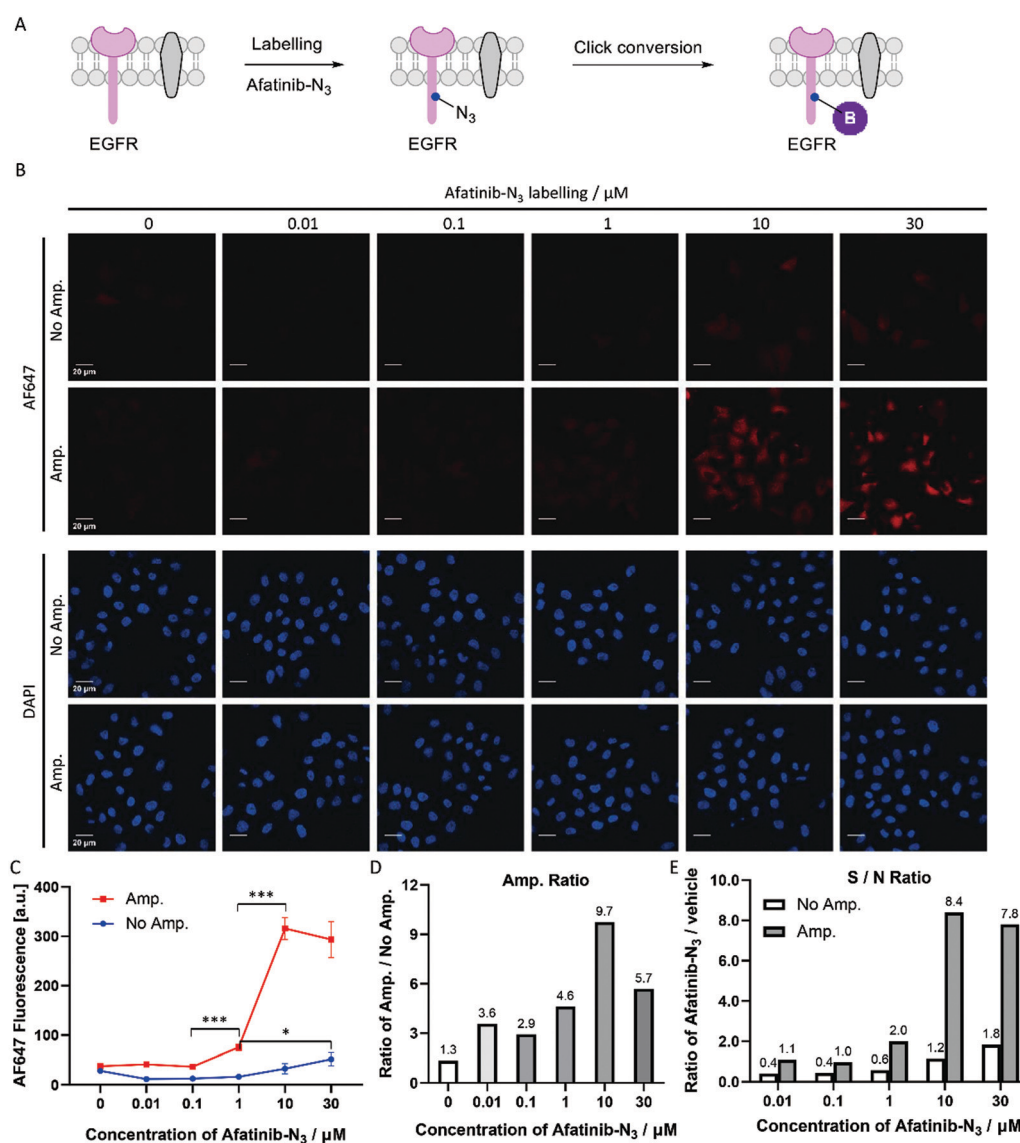 A
Labelling
Afatinib-N₃
Click conversion
N₃
B
EGFR
EGFR
EGFR
B
Afatinib-N₃ labelling / µM
0 0.01 0.1 1 10 30
AF647
No Amp.
20 µm
Amp.
20 µm
DAPI
No Amp.
20 µm
Amp.
20 µm
C
AF647 Fluorescence [a.u.]
400
300
200
100
0
Amp.
No Amp.
***
***
*
0 0.01 0.1 1 10 30
Concentration of Afatinib-N₃ / µM
D
Amp. Ratio
Ratio of Amp. / No Amp.
12
9
6
3
0
1.3 3.6 2.9 4.6 9.7 5.7
0 0.01 0.1 1 10 30
Concentration of Afatinib-N₃ / µM
E
S / N Ratio
Ratio of Afatinib-N₃ / vehicle
10.0
8.0
6.0
4.0
2.0
0.0
No Amp.
Amp.
0.4 1.1 0.4 1.0 0.6 2.0 1.2 8.4 1.8 7.8
0.01 0.1 1 10 30
Concentration of Afatinib-N₃ / µM